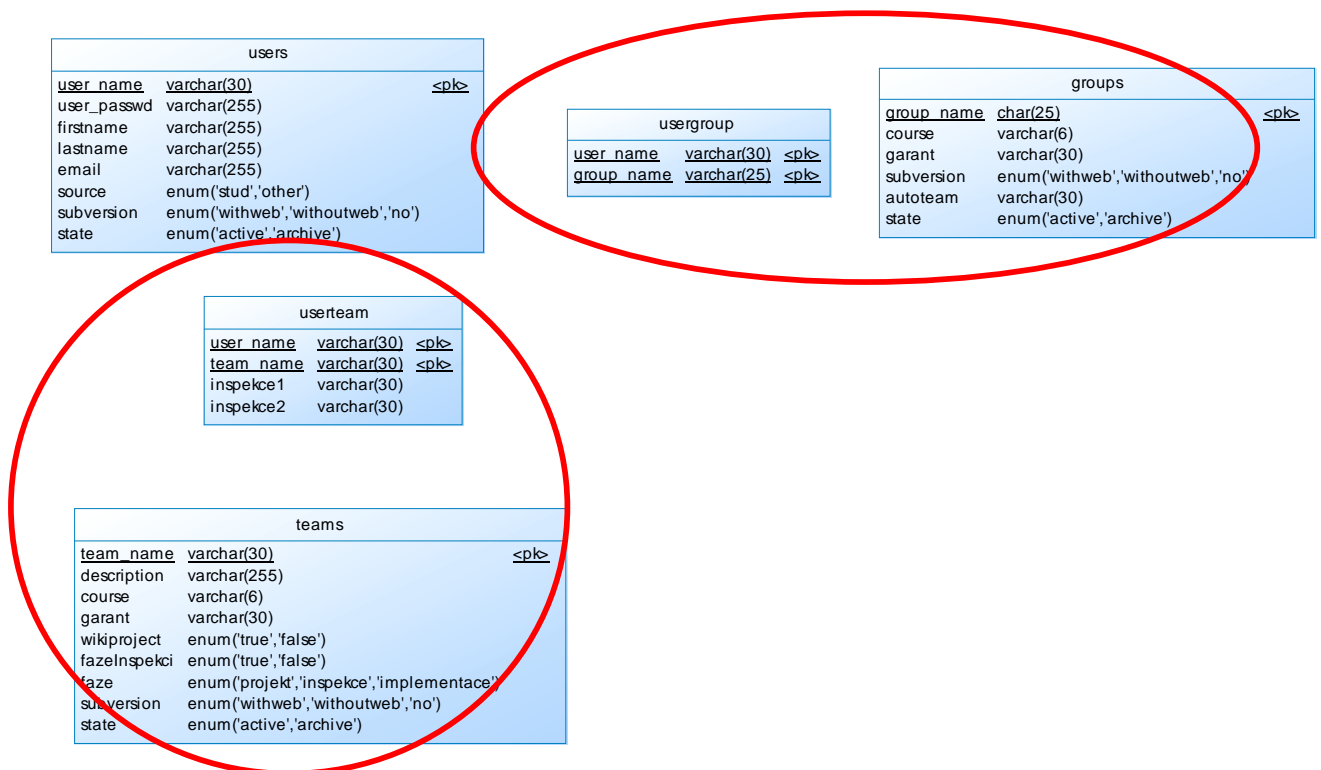 users
user_name varchar(30) <pk>
user_passwd varchar(255)
firstname varchar(255)
lastname varchar(255)
email varchar(255)
source enum('stud','other')
subversion enum('withweb','withoutweb','no')
state enum('active','archive')
usergroup
user_name varchar(30) <pk>
group_name varchar(25) <pk>
groups
group_name char(25) <pk>
course varchar(6)
garant varchar(30)
subversion enum('withweb','withoutweb','no')
autoteam varchar(30)
state enum('active','archive')
userteam
user_name varchar(30) <pk>
team_name varchar(30) <pk>
inspekce1 varchar(30)
inspekce2 varchar(30)
teams
team_name varchar(30) <pk>
description varchar(255)
course varchar(6)
garant varchar(30)
wikiproject enum('true','false')
fazeInspekci enum('true','false')
faze enum('projekt','inspekce','implementace')
subversion enum('withweb','withoutweb','no')
state enum('active','archive')